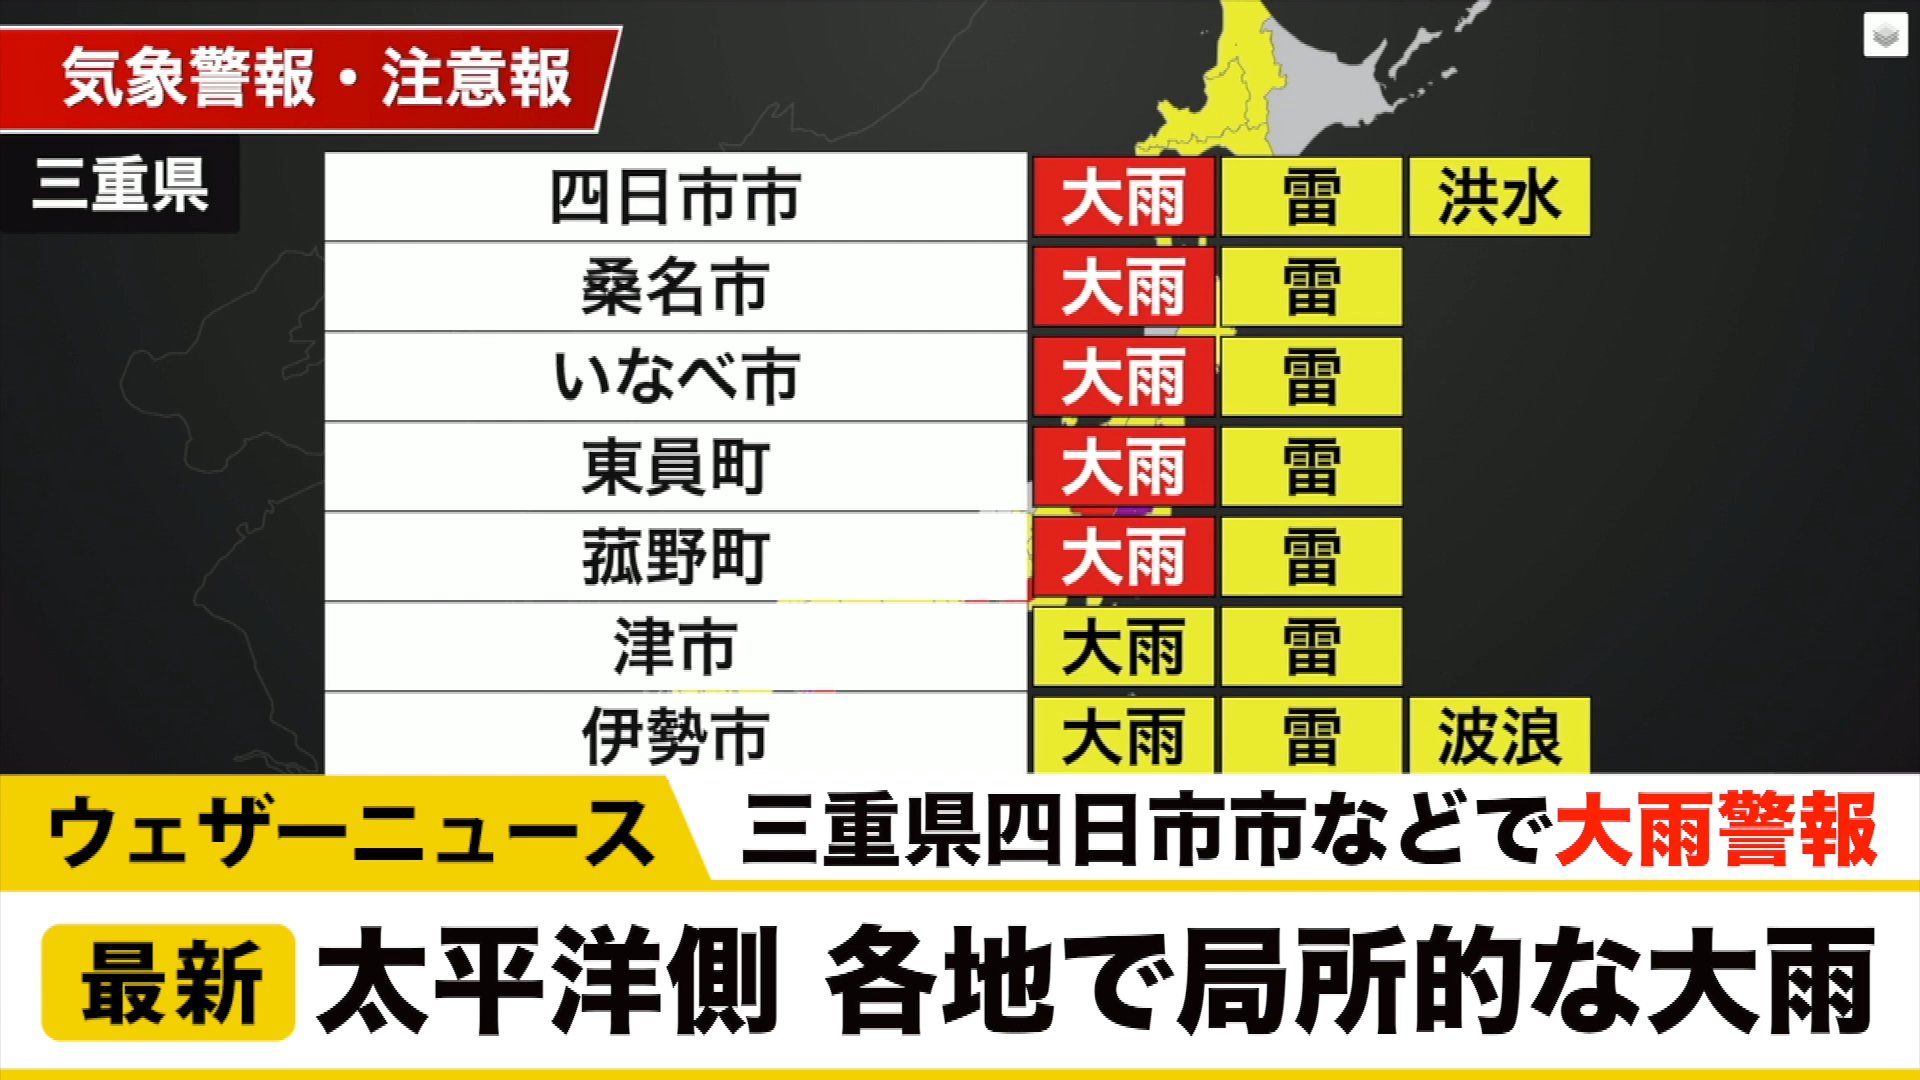 気象警報・注意報
三重県
四日市市 大雨 雷 洪水
桑名市 大雨 雷
いなべ市 大雨 雷
東員町 大雨 雷
菰野町 大雨 雷
津市 大雨 雷
伊勢市 大雨 雷 波浪
ウェザーニュース 三重県四日市市などで大雨警報
最新 太平洋側 各地で局所的な大雨